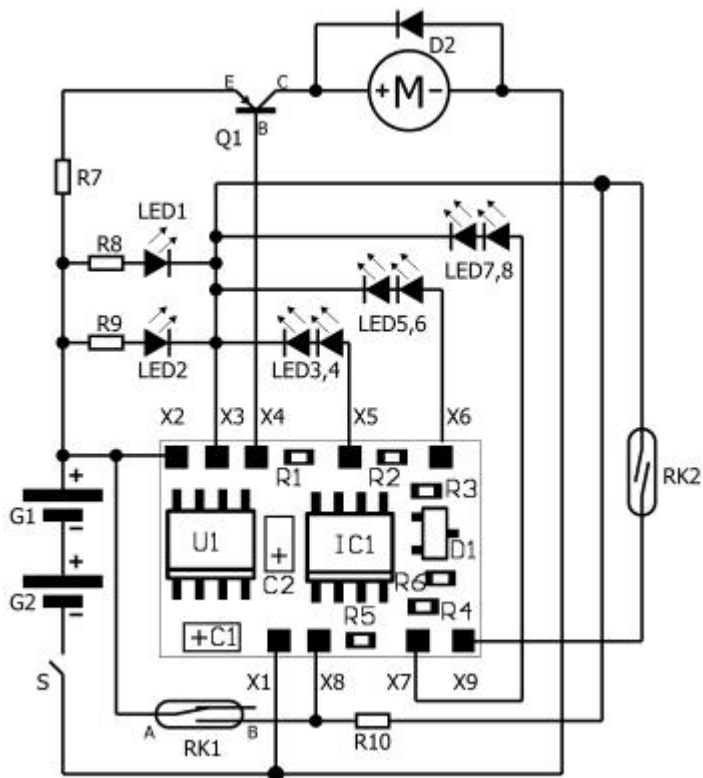 D2
E C
+M−
B
Q1
R7
LED1
R8
LED7,8
R9
LED5,6
LED2
LED3,4
X2 X3 X4 X5 X6
R1 R2
RK2
+
R3
G1
U1
IC1
D1
−
+
C2
R6
G2
−
R5
R4
+C1
S
X1 X8 X7 X9
A B
RK1
R10